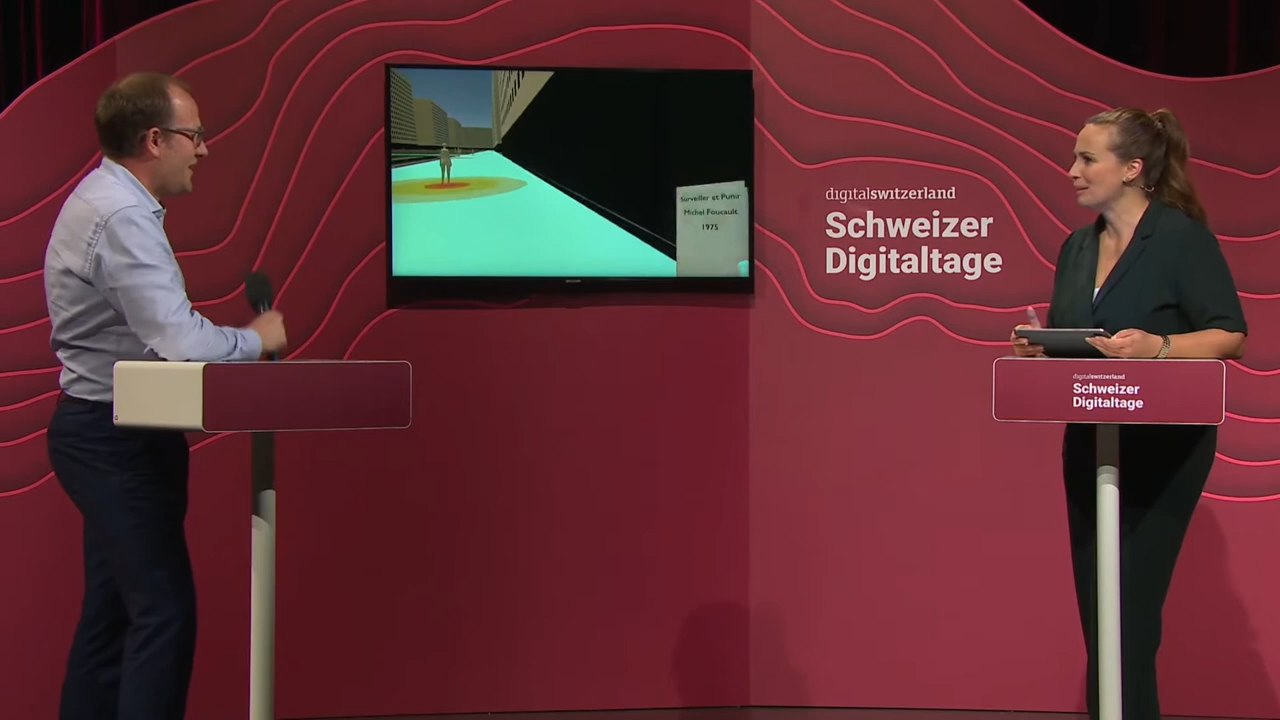 surveiller et Punir
Michel Foucault
1975
digitalswitzerland
Schweizer
Digitaltage
digitalswitzerland
Schweizer
Digitaltage